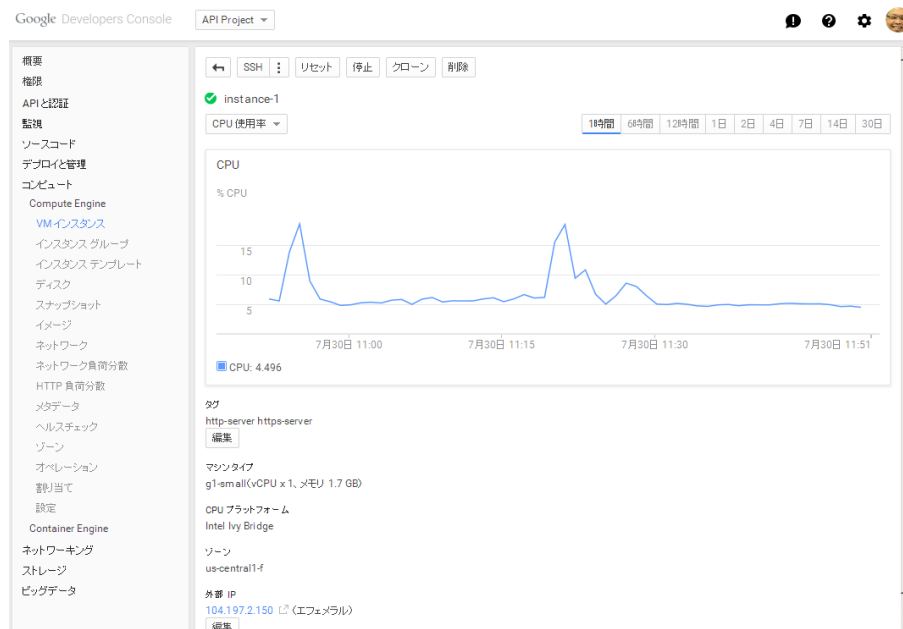 Google Developers Console
API Project
概要
権限
APIと認証
監視
ソースコード
デプロイと管理
コンピュート
Compute Engine
VM インスタンス
インスタンス グループ
インスタンス テンプレート
ディスク
スナップショット
イメージ
ネットワーク
ネットワーク負荷分散
HTTP 負荷分散
メタデータ
ヘルスチェック
ゾーン
オペレーション
割り当て
設定
Container Engine
ネットワーキング
ストレージ
ビッグデータ
SSH リセット 停止 クローン 削除
instance-1
CPU 使用率
1時間 6時間 12時間 1日 2日 4日 7日 14日 30日
CPU
% CPU
15
10
5
7月30日 11:00 7月30日 11:15 7月30日 11:30 7月30日 11:51
CPU: 4.496
タグ
http-server https-server
編集
マシンタイプ
g1-small(vCPU x 1、メモリ 1.7 GB)
CPU プラットフォーム
Intel Ivy Bridge
ゾーン
us-central1-f
外部 IP
104.197.2.150 (エフェメラル)
編集